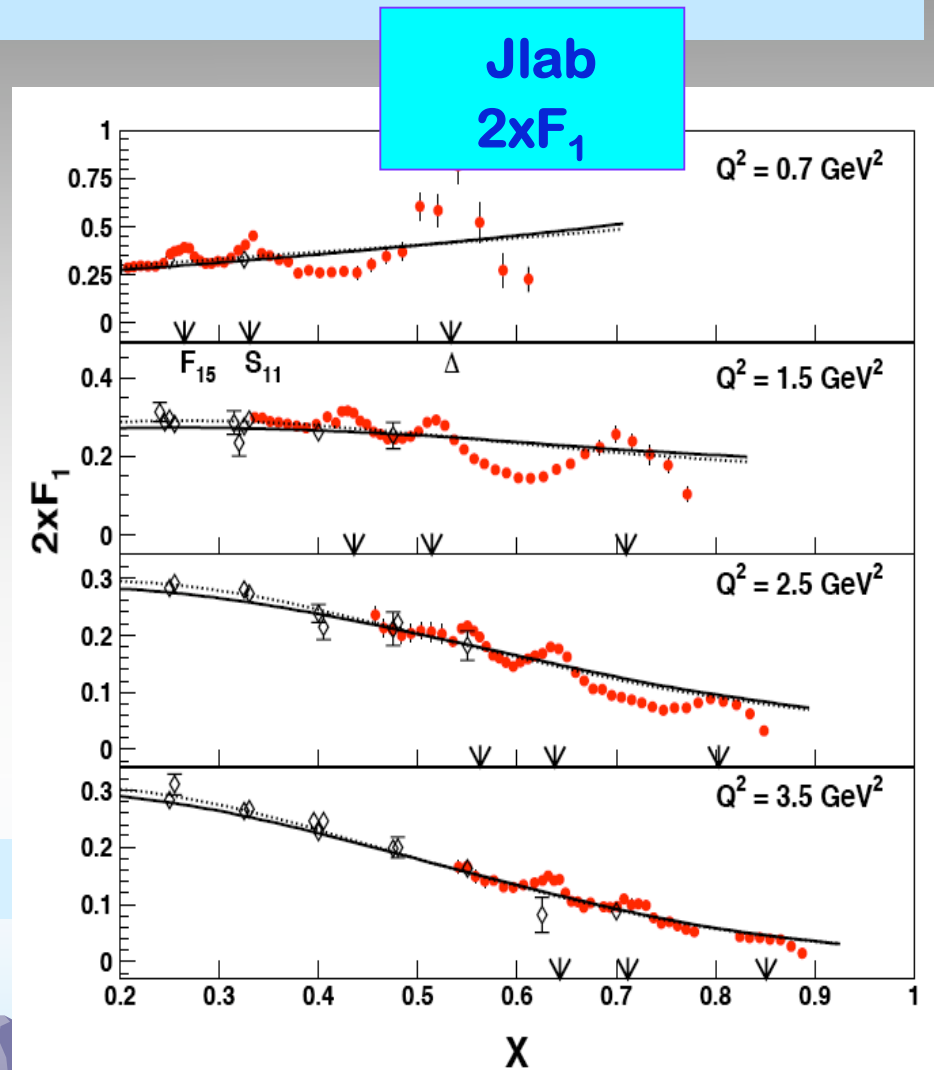 Jlab
2xF₁
1
0.75
0.5
0.25
0
Q² = 0.7 GeV²
F₁₅ S₁₁ Δ
0.4
0.2
0
Q² = 1.5 GeV²
2xF₁
0.3
0.2
0.1
0
Q² = 2.5 GeV²
0.3
0.2
0.1
0
Q² = 3.5 GeV²
0.2 0.3 0.4 0.5 0.6 0.7 0.8 0.9 1
X